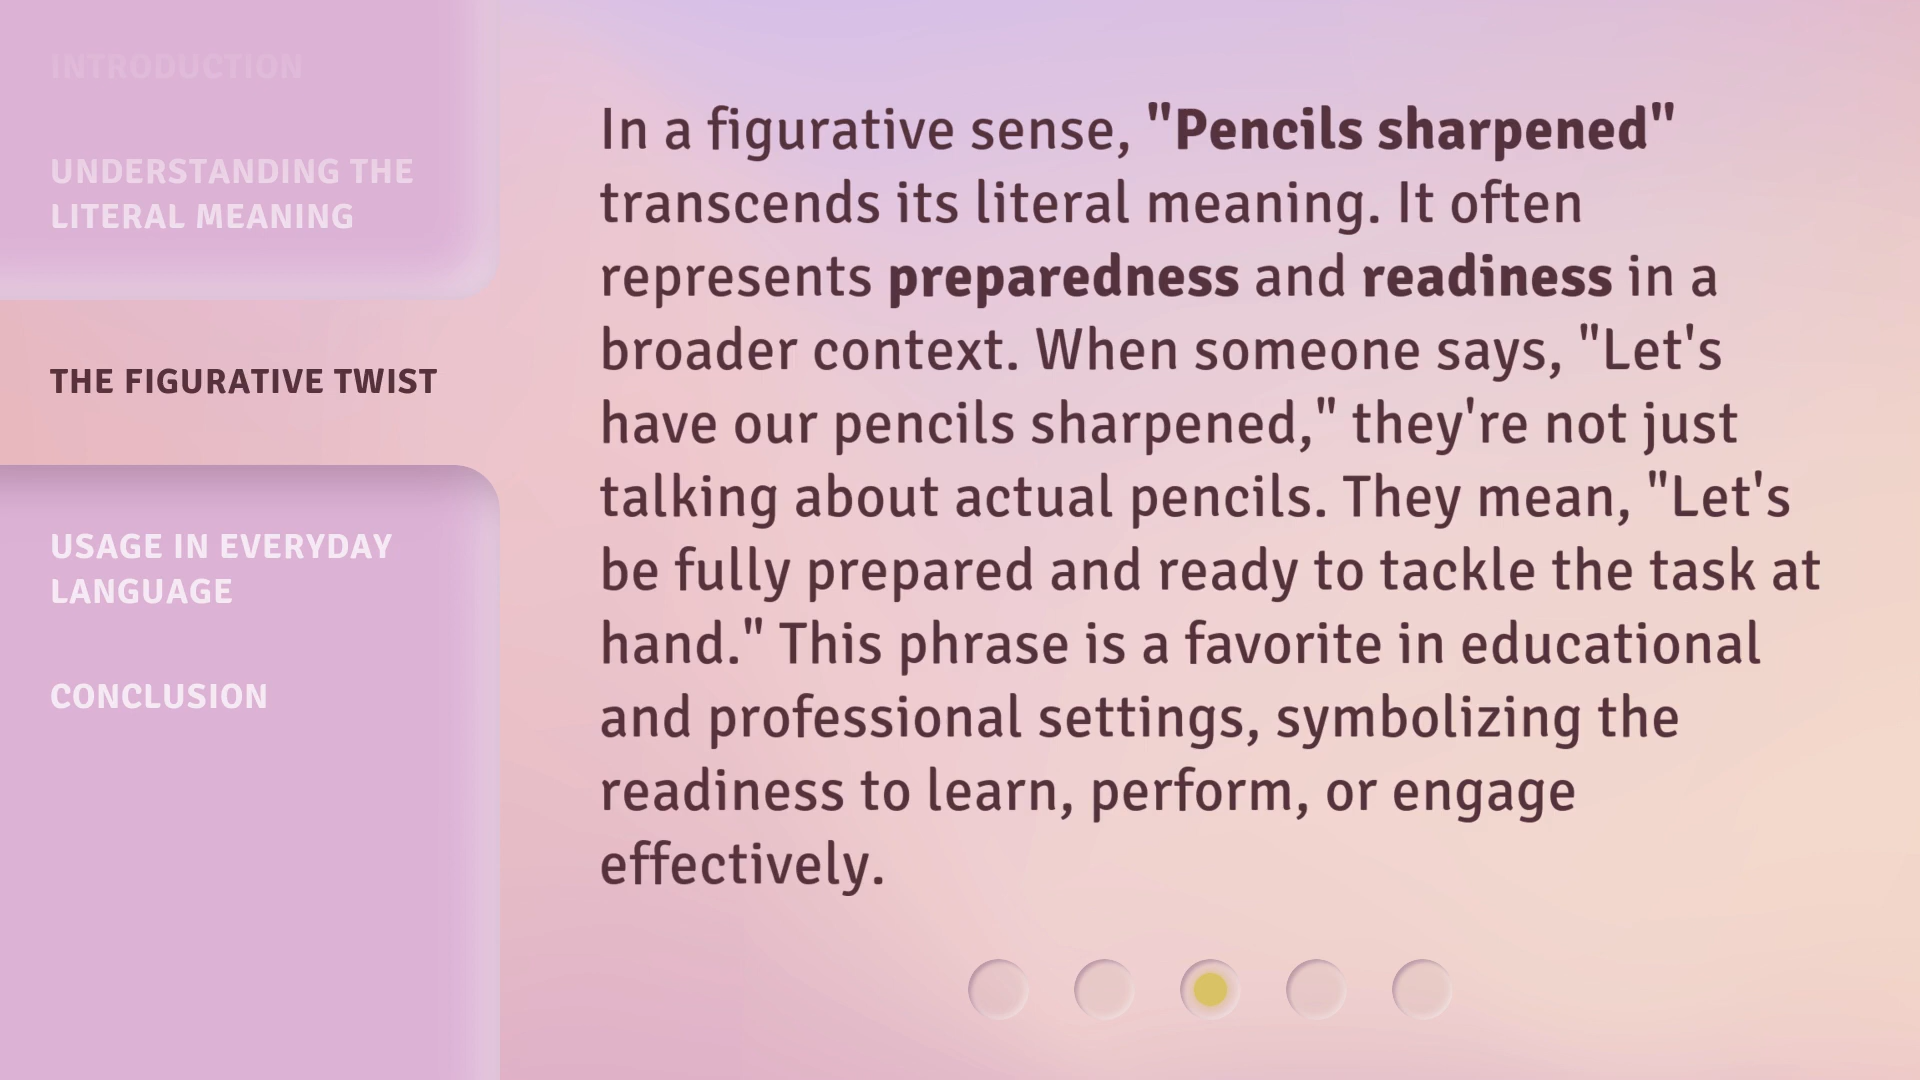 INTRODUCTION
UNDERSTANDING THE
LITERAL MEANING
THE FIGURATIVE TWIST
USAGE IN EVERYDAY
LANGUAGE
CONCLUSION
In a figurative sense, "Pencils sharpened"
transcends its literal meaning. It often
represents preparedness and readiness in a
broader context. When someone says, "Let's
have our pencils sharpened," they're not just
talking about actual pencils. They mean, "Let's
be fully prepared and ready to tackle the task at
hand." This phrase is a favorite in educational
and professional settings, symbolizing the
readiness to learn, perform, or engage
effectively.